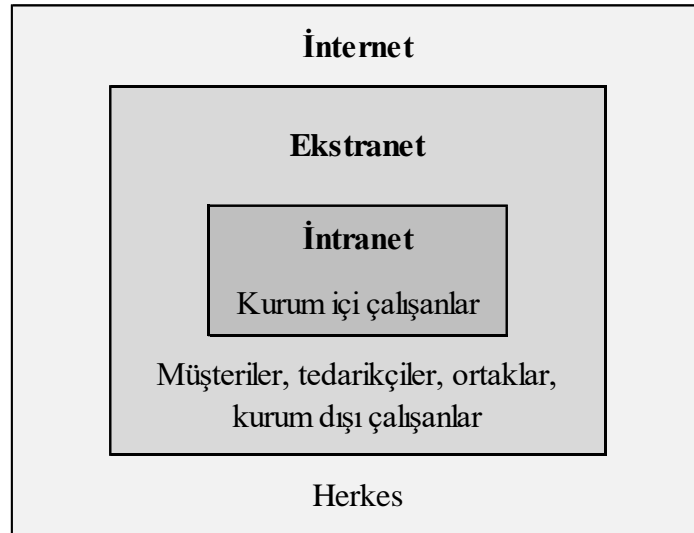 İnternet
Ekstranet
İntranet
Kurum içi çalışanlar
Müşteriler, tedarikçiler, ortaklar,
kurum dışı çalışanlar
Herkes